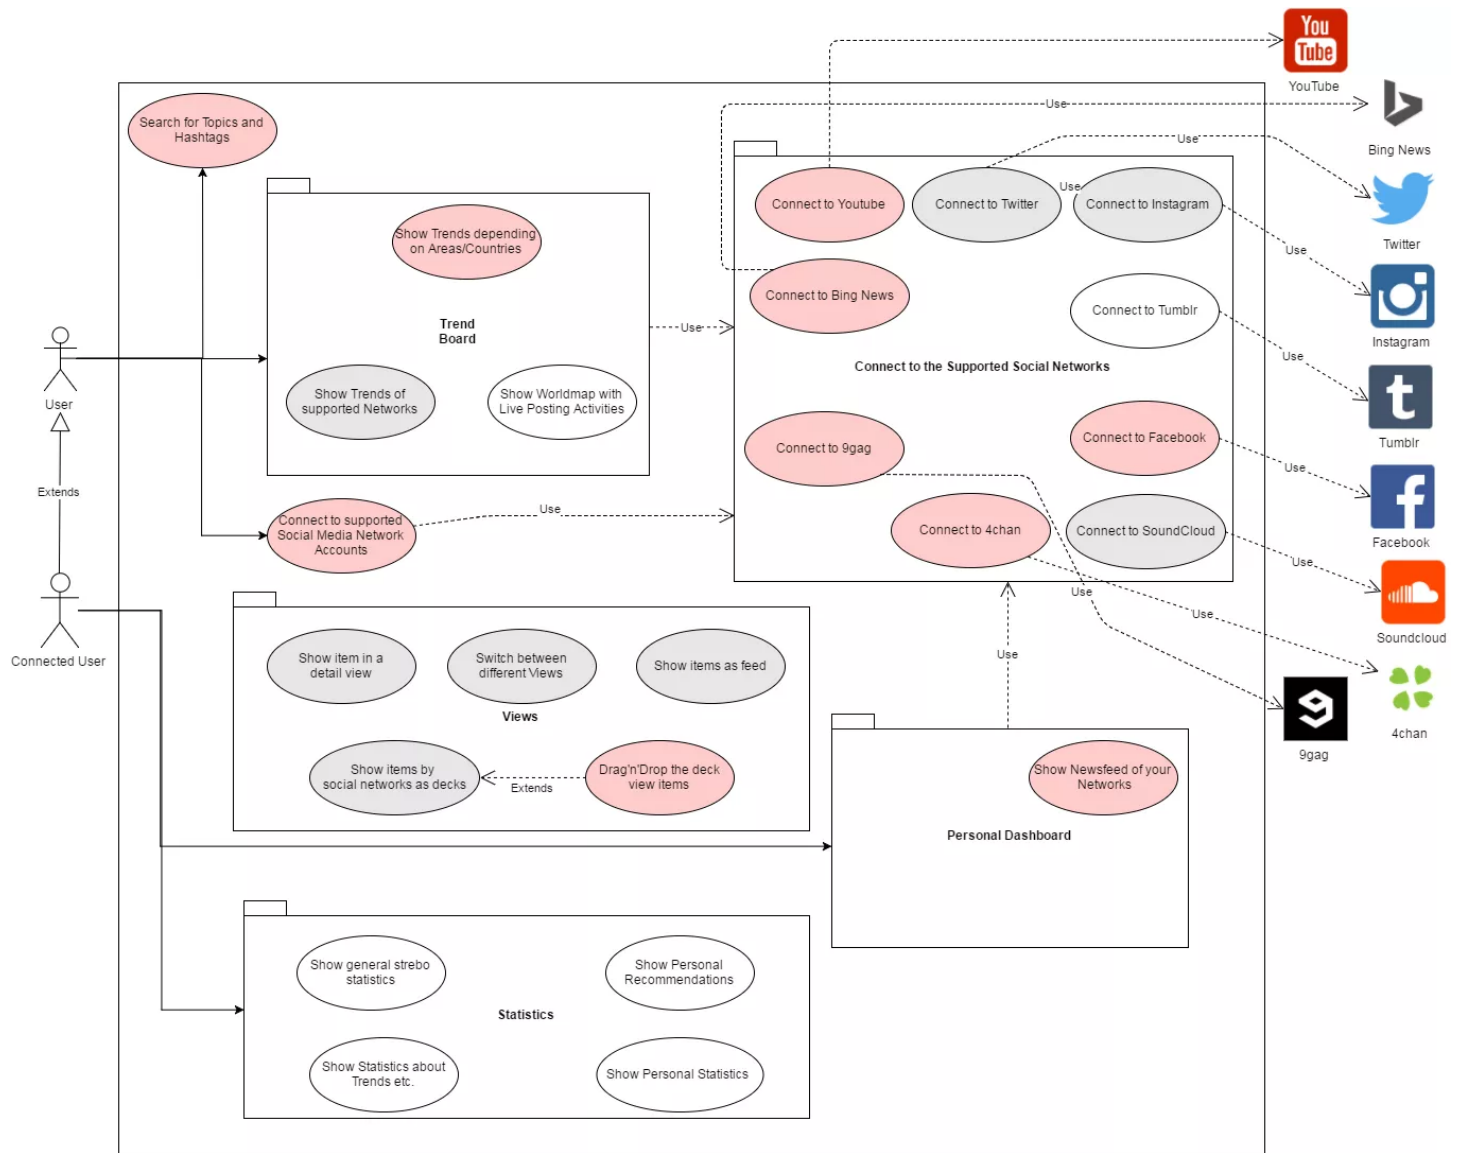 You
Tube
YouTube
Use
Bing News
Search for Topics and
Hashtags
Use
Use
Connect to Youtube
Connect to Twitter
Connect to Instagram
Twitter
Show Trends depending
on Areas/Countries
Use
Connect to Bing News
Connect to Tumblr
Instagram
Trend
Board
Use
Use
Connect to the Supported Social Networks
t
Show Trends of
supported Networks
Show Worldmap with
Live Posting Activities
User
Tumblr
Connect to 9gag
Connect to Facebook
Use
f
Extends
Use
Connect to supported
Social Media Network
Accounts
Connect to 4chan
Connect to SoundCloud
Facebook
Use
Use
Use
Soundcloud
Connected User
Show item in a
detail view
Switch between
different Views
Show items as feed
Use
Views
9
4chan
9gag
Show items by
social networks as decks
Extends
Drag'n'Drop the deck
view items
Show Newsfeed of your
Networks
Personal Dashboard
Show general strebo
statistics
Show Personal
Recommendations
Statistics
Show Statistics about
Trends etc.
Show Personal Statistics